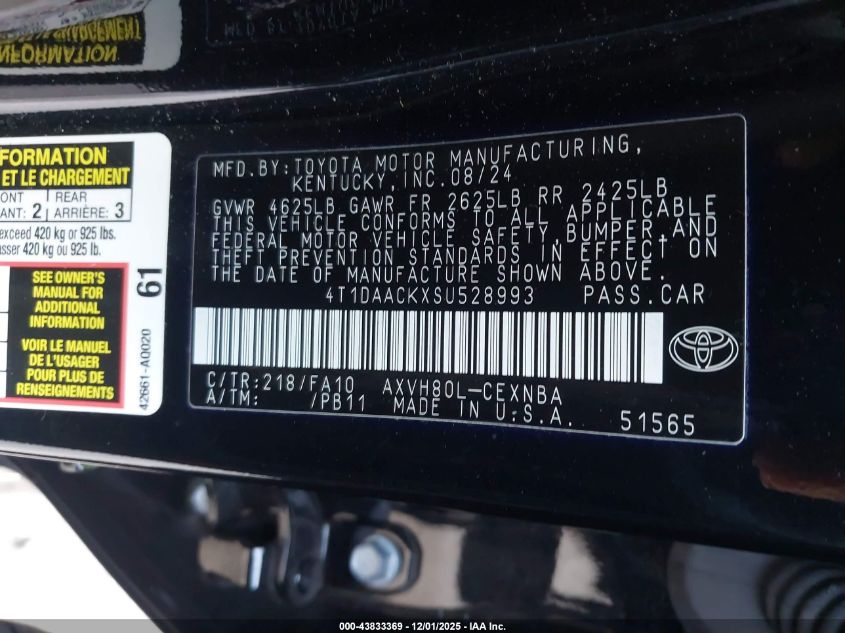 INFORMATION
FORMATION
ET LE CHARGEMENT
ONT REAR
ANT: 2 ARRIÈRE: 3
exceed 420 kg or 925 lbs.
asser 420 kg ou 925 lb.
SEE OWNER'S
MANUAL FOR
ADDITIONAL
INFORMATION
VOIR LE MANUEL
DE L'USAGER
POUR PLUS DE
RENSEIGNEMENTS
61
42661-A0020
MFD.BY:TOYOTA MOTOR MANUFACTURING,
KENTUCKY,INC.08/24
GVWR 4625LB GAWR FR 2625LB RR 2425LB
THIS VEHICLE CONFORMS TO ALL APPLICABLE
FEDERAL MOTOR VEHICLE SAFETY,BUMPER,AND
THEFT PREVENTION STANDARDS IN EFFECT ON
THE DATE OF MANUFACTURE SHOWN ABOVE.
4T1DAACKXSU528993 PASS.CAR
C/TR:218/FA10 AXVH80L-CEXNBA
A/TM: /PB11 MADE IN U.S.A.
51565
000-43833369 - 12/01/2025 - IAA Inc.